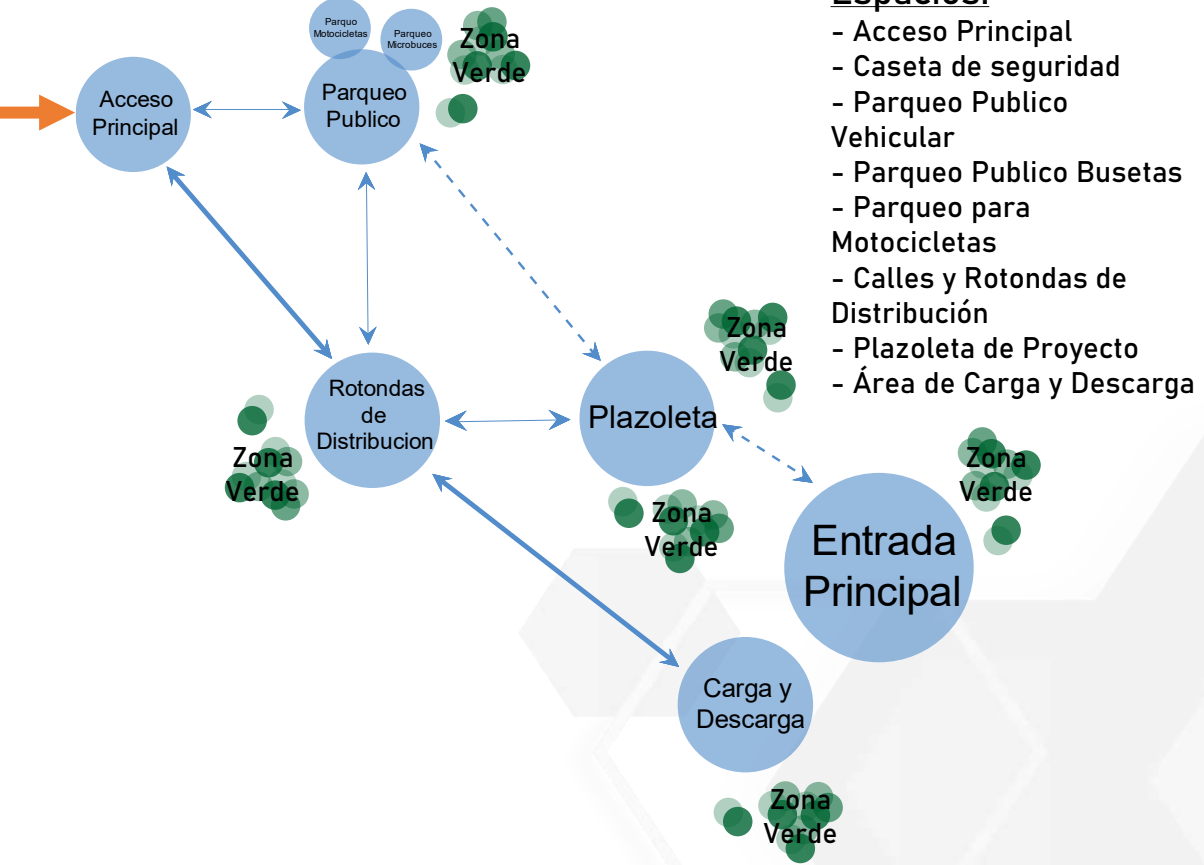 Espacios:
- Acceso Principal
- Caseta de seguridad
- Parqueo Publico
Vehicular
- Parqueo Publico Busetas
- Parqueo para
Motocicletas
- Calles y Rotondas de
Distribución
- Plazoleta de Proyecto
- Área de Carga y Descarga
Parquo
Motocicletas
Parqueo
Microbuces
Zona
Verde
Acceso
Principal
Parqueo
Publico
Zona
Verde
Rotondas
de
Distribucion
Plazoleta
Zona
Verde
Zona
Verde
Zona
Verde
Entrada
Principal
Carga y
Descarga
Zona
Verde